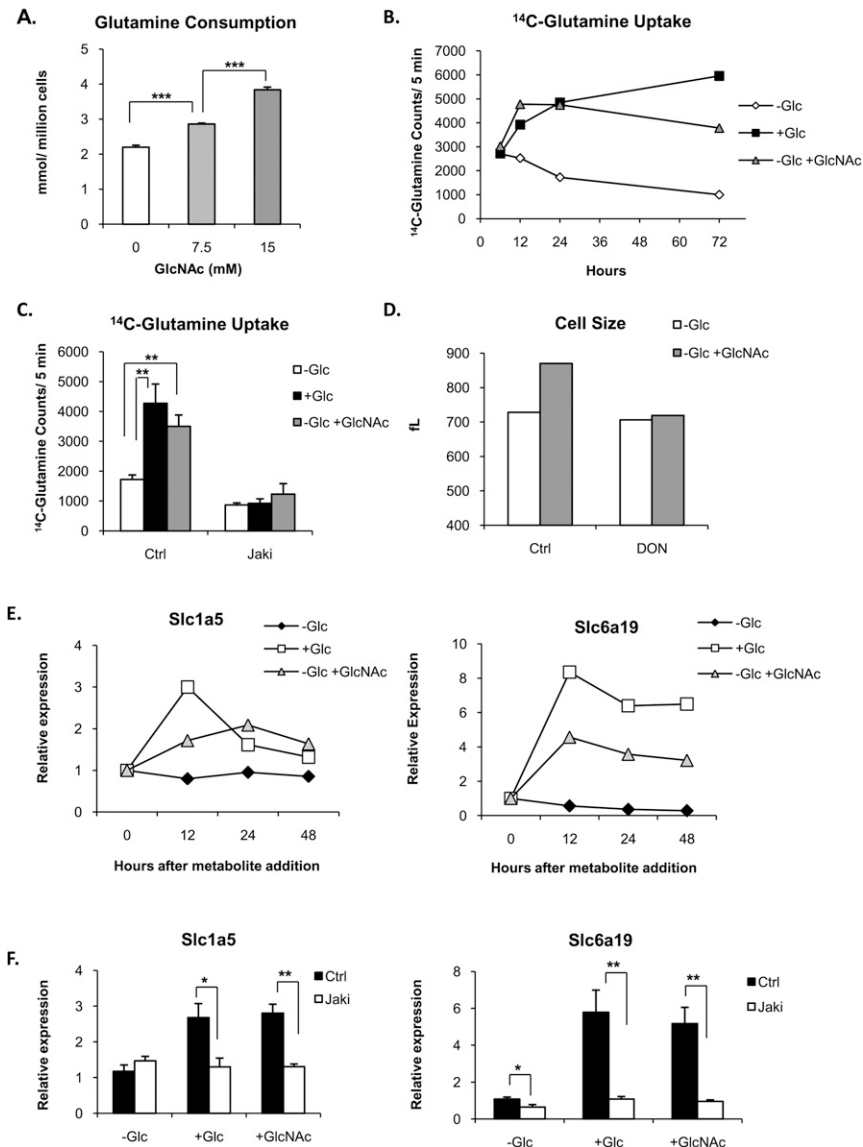 A.
Glutamine Consumption
mmol/ million cells
5
4
3
2
1
0
***
***
0 7.5 15
GlcNAc (mM)
B.
¹⁴C-Glutamine Uptake
¹⁴C-Glutamine Counts/ 5 min
7000
6000
5000
4000
3000
2000
1000
0
0 12 24 36 48 60 72
Hours
-Glc
+Glc
-Glc +GlcNAc
C.
¹⁴C-Glutamine Uptake
¹⁴C-Glutamine Counts/ 5 min
6000
5000
4000
3000
2000
1000
0
**
**
-Glc
+Glc
-Glc +GlcNAc
Ctrl Jaki
D.
Cell Size
fL
900
800
700
600
500
400
-Glc
-Glc +GlcNAc
Ctrl DON
E.
Slc1a5
Relative expression
4
3
2
1
0
-Glc
+Glc
-Glc +GlcNAc
0 12 24 48
Hours after metabolite addition
Slc6a19
Relative Expression
10
8
6
4
2
0
-Glc
+Glc
-Glc +GlcNAc
0 12 24 48
Hours after metabolite addition
F.
Slc1a5
Relative expression
4
3
2
1
0
*
**
Ctrl
Jaki
-Glc +Glc +GlcNAc
Slc6a19
Relative expression
8
6
4
2
0
*
**
**
Ctrl
Jaki
-Glc +Glc +GlcNAc